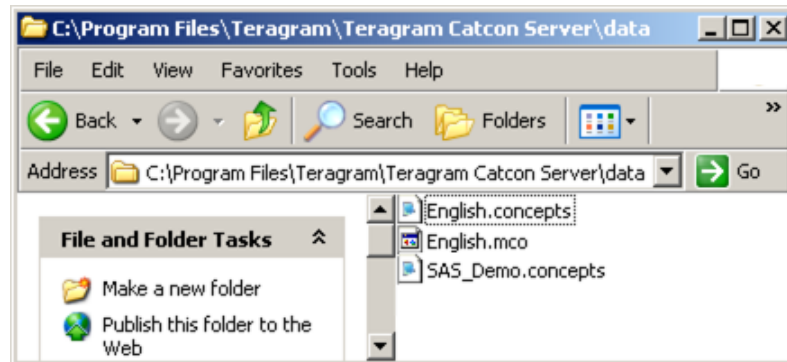 C:\Program Files\Teragram\Teragram Catcon Server\data
File Edit View Favorites Tools Help
Back Search Folders »
Address C:\Program Files\Teragram\Teragram Catcon Server\data Go
File and Folder Tasks
Make a new folder
Publish this folder to the
Web
English.concepts
English.mco
SAS_Demo.concepts